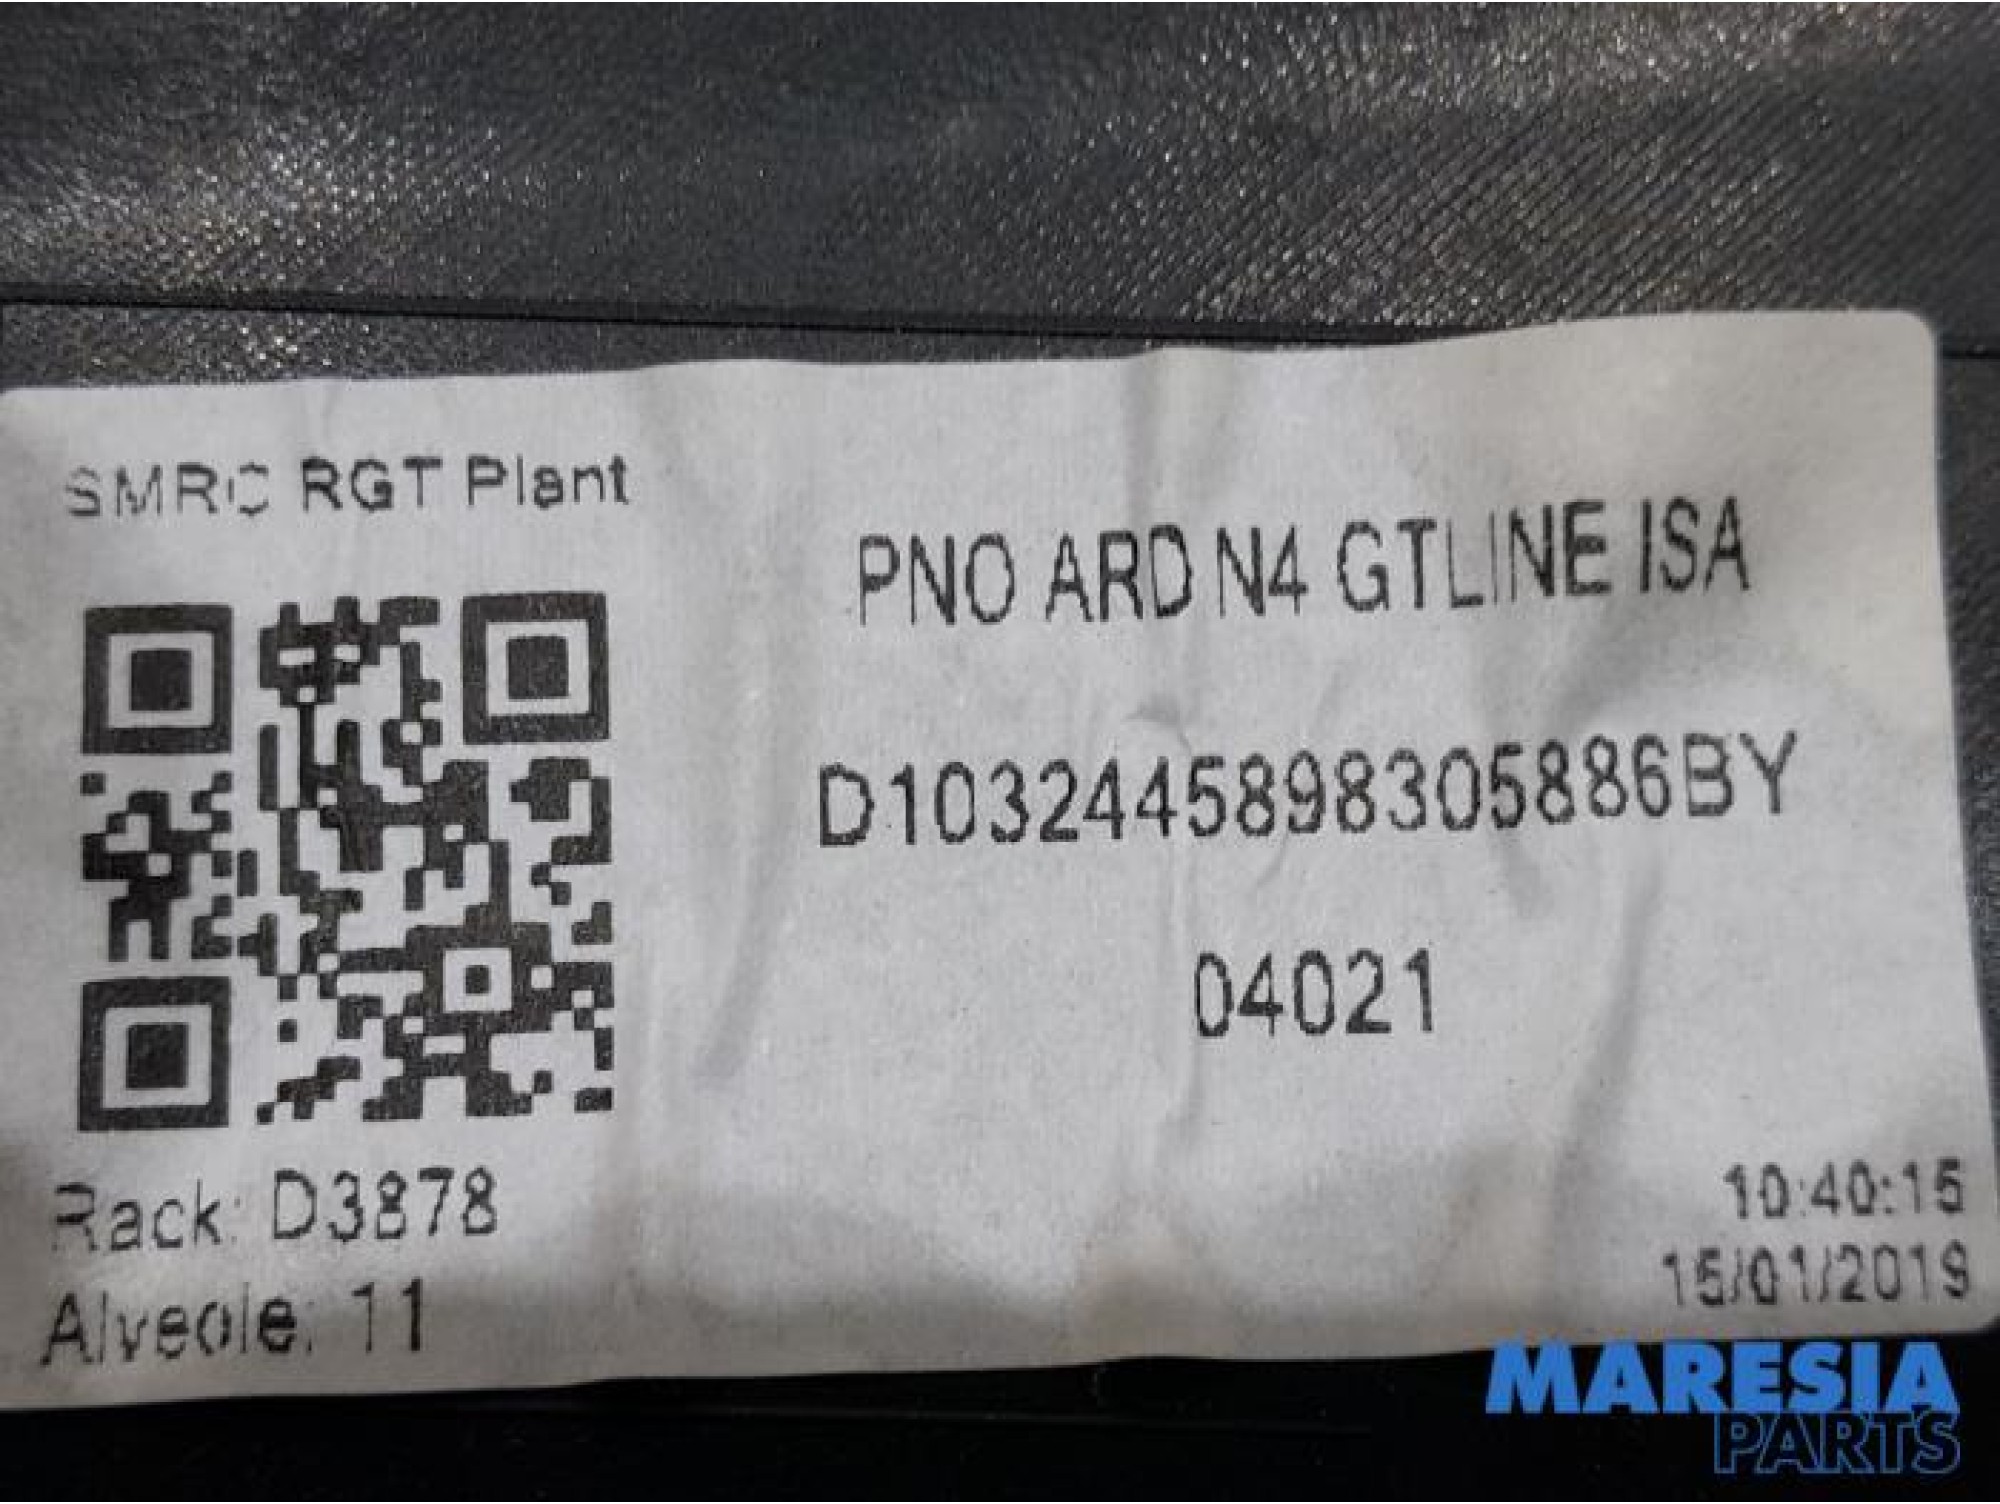 SMRC RGT Plant
PNO ARD N4 GTLINE ISA
D1032445898305886BY
04021
Rack: D3878
Alveole: 11
10:40:15
15/01/2019
MARESIA
PARTS